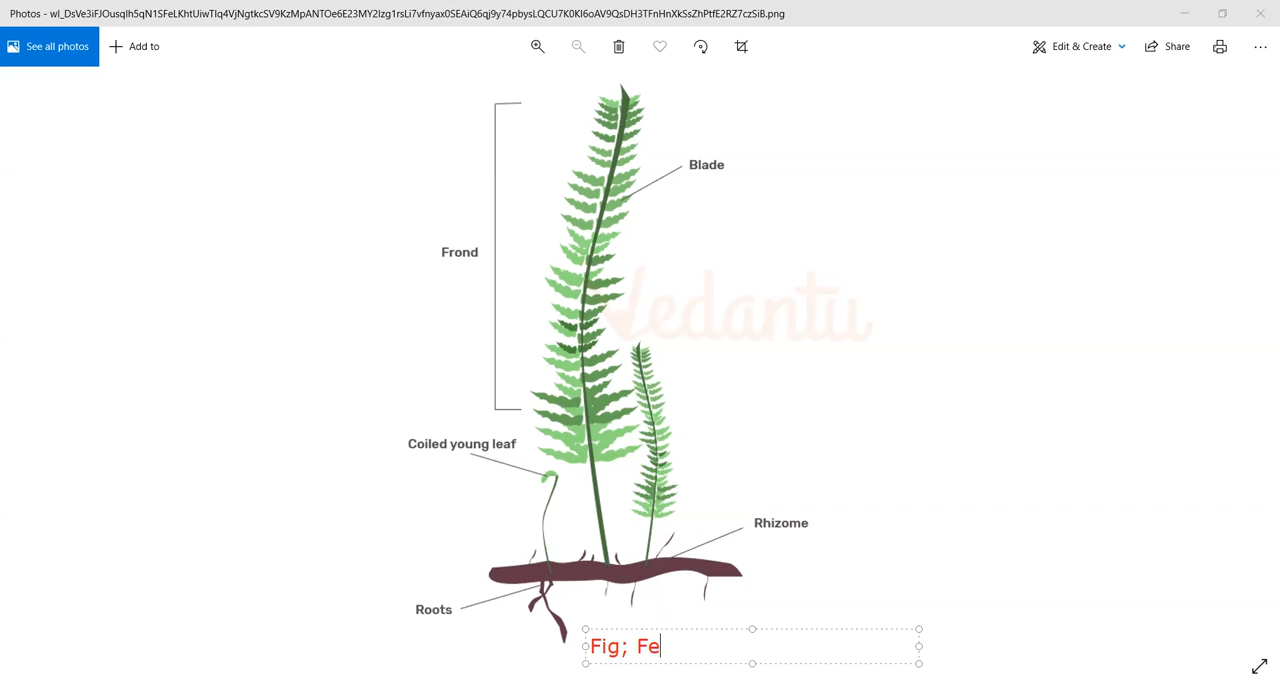 Photos - wl_DsVe3iFJOusqIh5qN1SFeLKhtUiwTIq4VjNgtkcSV9KzMpANTOe6E23MY2Izg1rsLi7vfnyax0SEAiQ6qj9y74pbysLQCU7K0KI6oAV9QsDH3TFnHnXkSsZhPtfE2RZ7czSiB.png
See all photos
Add to
Edit & Create
Share
Blade
Frond
Vedantu
Coiled young leaf
Rhizome
Roots
Fig; Fe